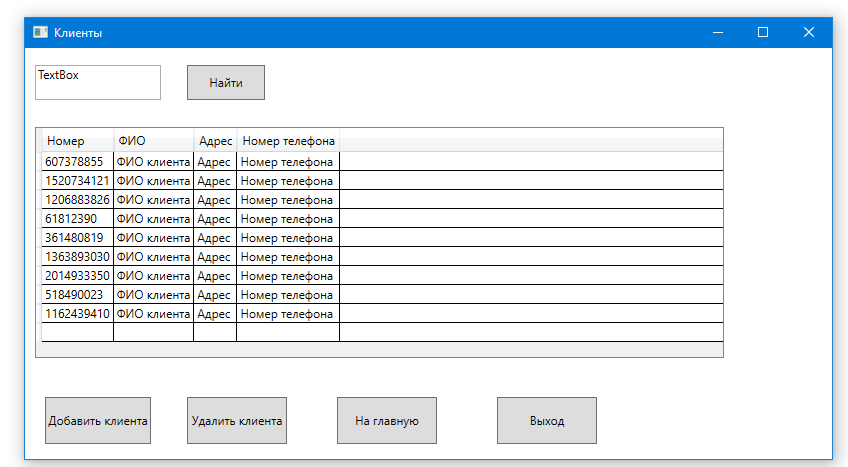 Клиенты
TextBox
Найти
Номер ФИО Адрес Номер телефона
607378855 ФИО клиента Адрес Номер телефона
1520734121 ФИО клиента Адрес Номер телефона
1206883826 ФИО клиента Адрес Номер телефона
61812390 ФИО клиента Адрес Номер телефона
361480819 ФИО клиента Адрес Номер телефона
1363893030 ФИО клиента Адрес Номер телефона
2014933350 ФИО клиента Адрес Номер телефона
518490023 ФИО клиента Адрес Номер телефона
1162439410 ФИО клиента Адрес Номер телефона
Добавить клиента Удалить клиента На главную Выход